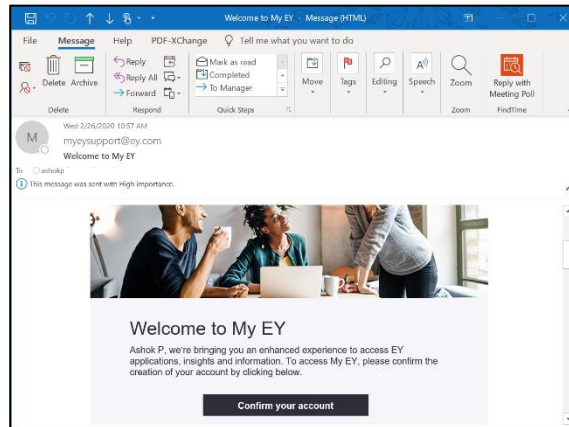 Welcome to My EY - Message (HTML)
File Message Help PDF-XChange Tell me what you want to do
Delete Archive
Reply
Reply All
Forward
Mark as read
Completed
To Manager
Move
Tags
Editing
Speech
Zoom
Reply with
Meeting Poll
Delete Respond Quick Steps Zoom FindTime
M
Wed 2/26/2020 10:57 AM
myeysupport@ey.com
Welcome to My EY
To ashokp
This message was sent with High importance.
Welcome to My EY
Ashok P, we're bringing you an enhanced experience to access EY
applications, insights and information. To access My EY, please confirm the
creation of your account by clicking below.
Confirm your account